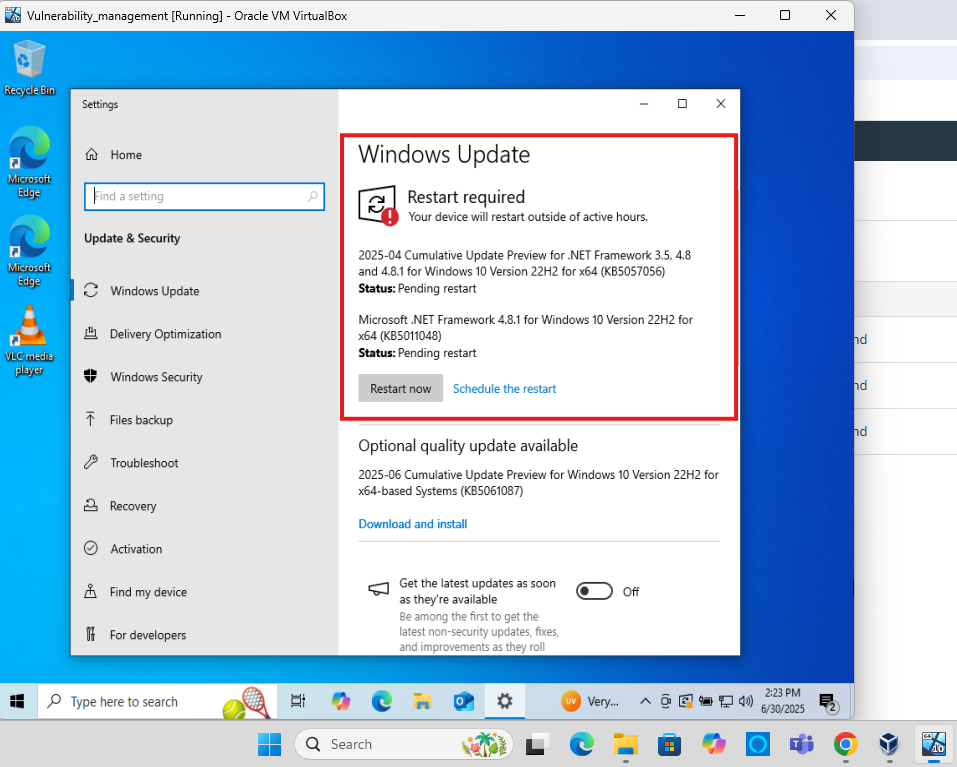 Vulnerability_management [Running] - Oracle VM VirtualBox
Recycle Bin
Microsoft
Edge
Microsoft
Edge
VLC media
player
Settings
Home
Find a setting
Update & Security
Windows Update
Delivery Optimization
Windows Security
Files backup
Troubleshoot
Recovery
Activation
Find my device
For developers
Windows Update
Restart required
Your device will restart outside of active hours.
2025-04 Cumulative Update Preview for .NET Framework 3.5, 4.8
and 4.8.1 for Windows 10 Version 22H2 for x64 (KB5057056)
Status: Pending restart
Microsoft .NET Framework 4.8.1 for Windows 10 Version 22H2 for
x64 (KB5011048)
Status: Pending restart
Restart now
Schedule the restart
Optional quality update available
2025-06 Cumulative Update Preview for Windows 10 Version 22H2 for
x64-based Systems (KB5061087)
Download and install
Get the latest updates as soon
as they're available
Off
Be among the first to get the
latest non-security updates, fixes,
and improvements as they roll
nd
nd
nd
Type here to search
UV
Very...
2:23 PM
6/30/2025
2
Search
64
10